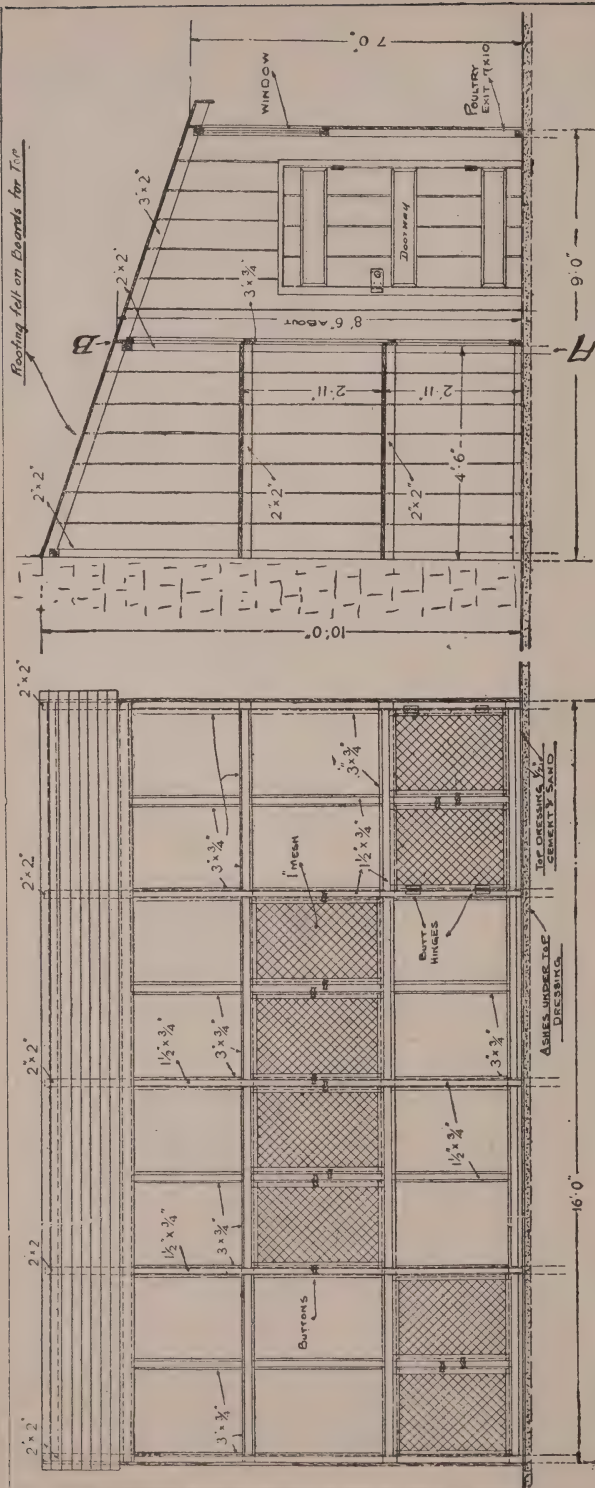 Roofing felt on Boards for Top
7'0"
WINDOW
POULTRY
EXIT 7X10
3"x 2"
2"x 2"
B
3"x ¾"
DOORWAY
8'.6" ABOUT
2'.11"
2'.11"
2"x 2"
2"x 2"
2"x 2"
4'.6"
A
9'.0"
10'.0"
2"x 2"
2"x 2"
2"x 2"
2 x 2
2'x 2"
3"x ¾"
3"x ¾"
1" MESH
1½"x ¾"
BUTT
HINGES
1½"x ¾"
3"x ¾"
3"x ¾"
1½"x ¾"
1½"x ¾"
3 x ¾"
BUTTONS
3"x ¾"
TOP DRESSING ½"
CEMENT & SAND
ASHES UNDER TOP
DRESSING
16'.0"